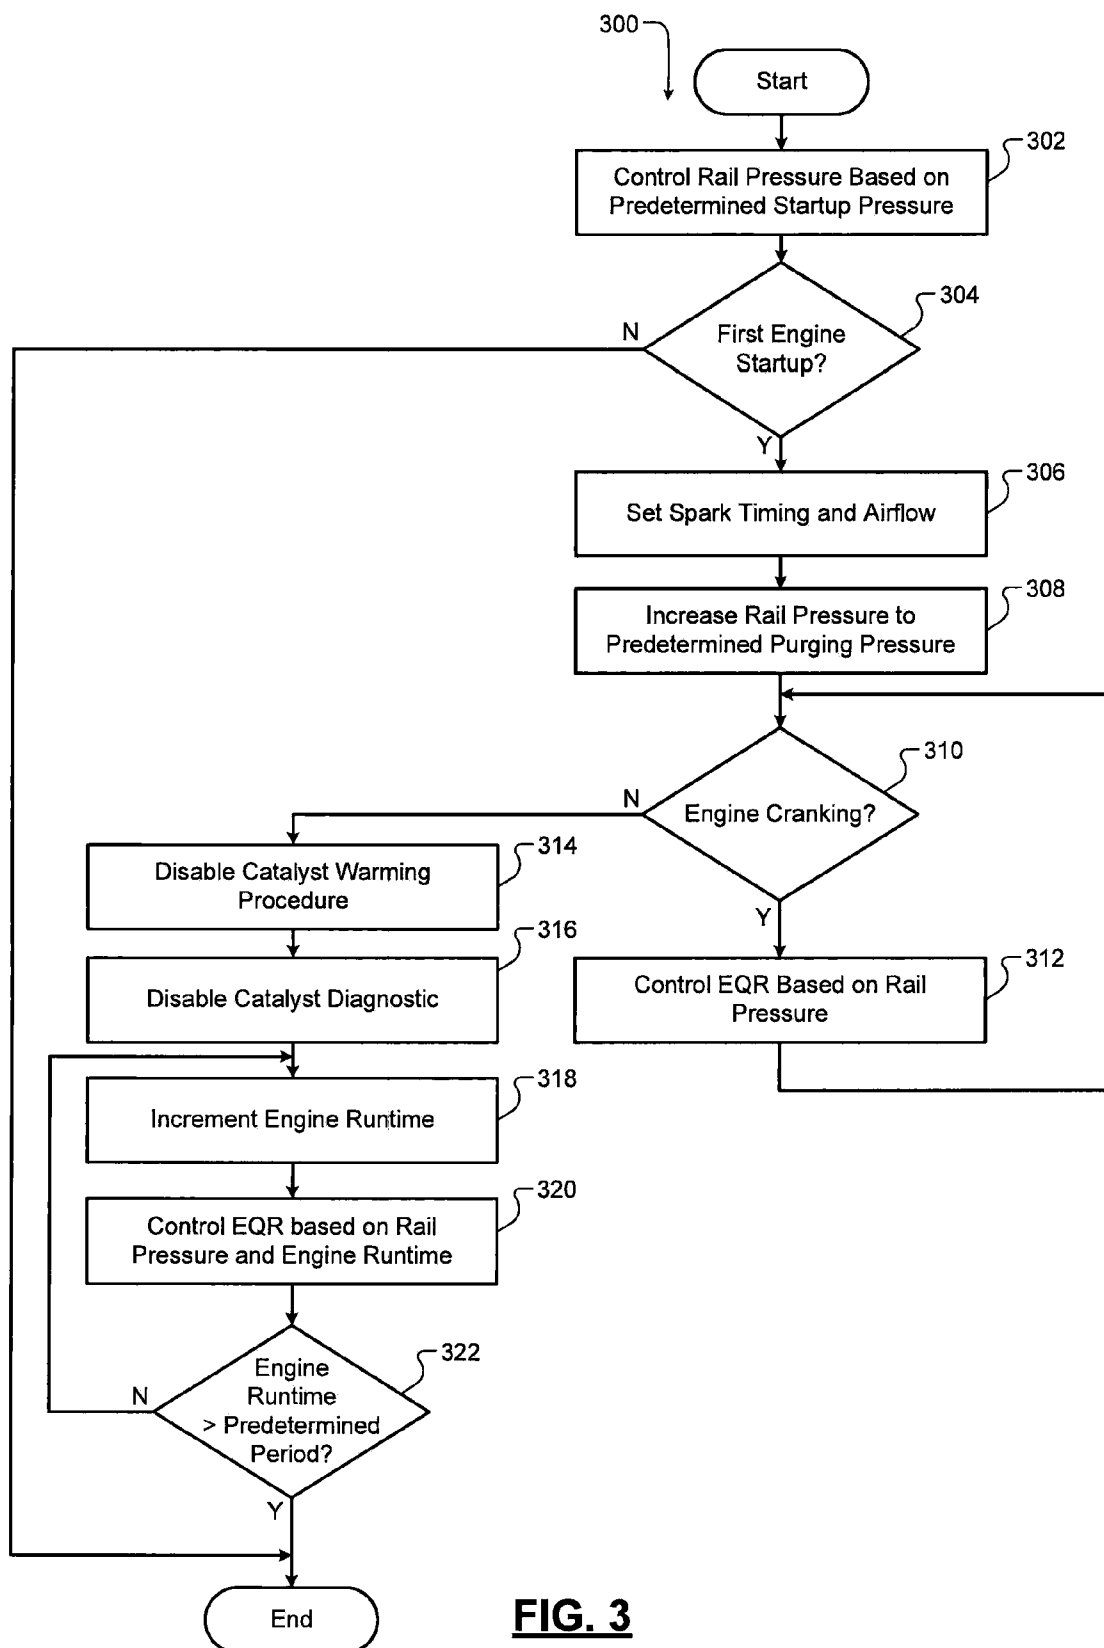 300
Start
302
Control Rail Pressure Based on
Predetermined Startup Pressure
304
First Engine
Startup?
N
Y
306
Set Spark Timing and Airflow
308
Increase Rail Pressure to
Predetermined Purging Pressure
310
Engine Cranking?
N
Y
312
Control EQR Based on Rail
Pressure
314
Disable Catalyst Warming
Procedure
316
Disable Catalyst Diagnostic
318
Increment Engine Runtime
320
Control EQR based on Rail
Pressure and Engine Runtime
322
Engine
Runtime
> Predetermined
Period?
N
Y
End
FIG. 3